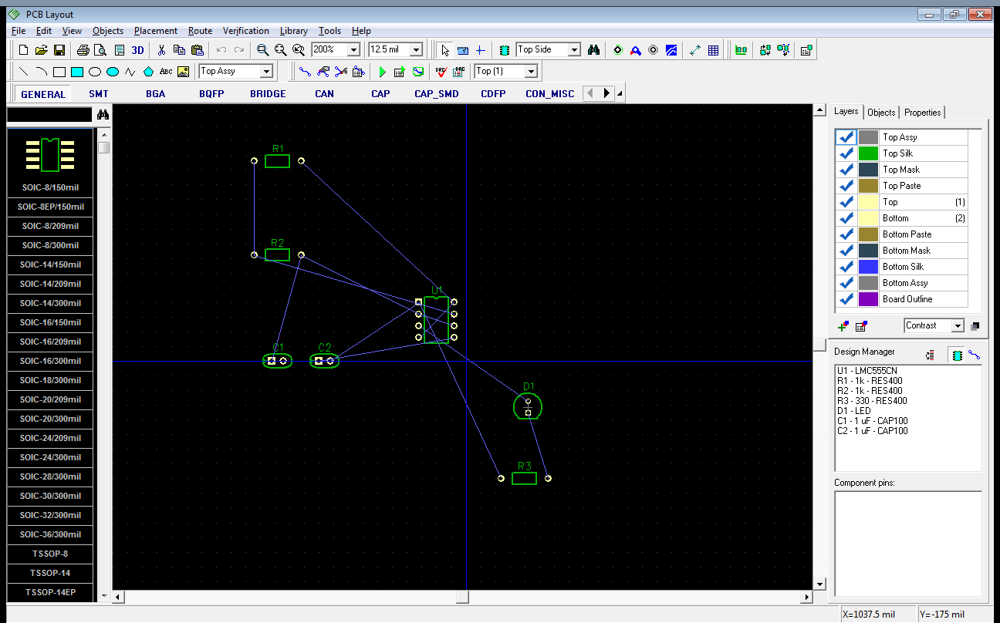 PCB Layout
File Edit View Objects Placement Route Verification Library Tools Help
3D 200% 12.5 mil Top Side
ABC Top Assy DRC DRC Top (1)
GENERAL SMT BGA BQFP BRIDGE CAN CAP CAP_SMD CDFP CON_MISC
SOIC-8/150mil
SOIC-8EP/150mil
SOIC-8/209mil
SOIC-8/300mil
SOIC-14/150mil
SOIC-14/209mil
SOIC-14/300mil
SOIC-16/150mil
SOIC-16/209mil
SOIC-16/300mil
SOIC-18/300mil
SOIC-20/209mil
SOIC-20/300mil
SOIC-24/209mil
SOIC-24/300mil
SOIC-28/300mil
SOIC-30/300mil
SOIC-32/300mil
SOIC-36/300mil
TSSOP-8
TSSOP-14
TSSOP-14EP
R1
R2
U1
C1 C2
D1
R3
Layers Objects Properties
Top Assy
Top Silk
Top Mask
Top Paste
Top (1)
Bottom (2)
Bottom Paste
Bottom Mask
Bottom Silk
Bottom Assy
Board Outline
Contrast
Design Manager
U1 - LMC555CN
R1 - 1k - RES400
R2 - 1k - RES400
R3 - 330 - RES400
D1 - LED
C1 - 1 uF - CAP100
C2 - 1 uF - CAP100
Component pins:
X=1037.5 mil Y=-175 mil